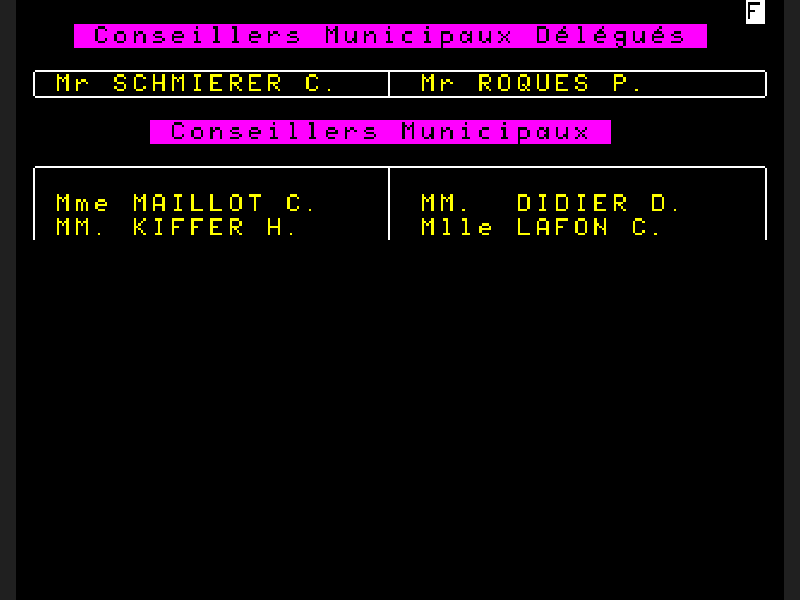 F
Conseillers Municipaux Délégués
Mr SCHMIERER C. Mr ROQUES P.
Conseillers Municipaux
Mme MAILLOT C. MM. DIDIER D.
MM. KIFFER H. Mlle LAFON C.